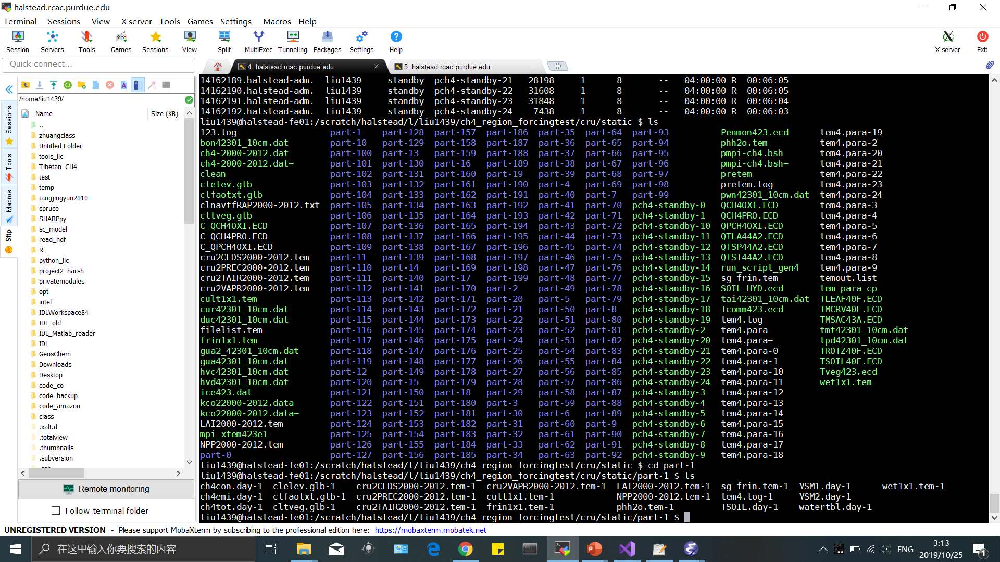 halstead.rcac.purdue.edu
Terminal Sessions View X server Tools Games Settings Macros Help
Session Servers Tools Games Sessions View Split MultiExec Tunneling Packages Settings Help X server Exit
Quick connect...
4. halstead.rcac.purdue.edu
5. halstead.rcac.purdue.edu
/home/liu1439/
Name Size (KB)
..
zhuangclass
Untitled Folder
tools_llc
Tibetan_CH4
test
temp
tangjingyun2010
spruce
SHARPpy
sc_model
read_hdf
R
python_llc
project2_harsh
privatemodules
opt
intel
IDLWorkspace84
IDL_old
IDL_Matlab_reader
IDL
GeosChem
Downloads
Desktop
code_co
code_backup
code_amazon
class
.xalt.d
.totalview
.thumbnails
.subversion
Sessions
Tools
Macros
Sftp
Remote monitoring
Follow terminal folder
14162189.halstead-adm. liu1439 standby pch4-standby-21 28198 1 8 -- 04:00:00 R 00:06:05
14162190.halstead-adm. liu1439 standby pch4-standby-22 31608 1 8 -- 04:00:00 R 00:06:05
14162191.halstead-adm. liu1439 standby pch4-standby-23 31848 1 8 -- 04:00:00 R 00:06:04
14162192.halstead-adm. liu1439 standby pch4-standby-24 7438 1 8 -- 04:00:00 R 00:06:03
liu1439@halstead-fe01:/scratch/halstead/l/liu1439/ch4_region_forcingtest/cru/static $ ls
123.log part-1 part-128 part-157 part-186 part-35 part-64 part-93 Penmon423.ecd tem4.para-19
bon42301_10cm.dat part-10 part-129 part-158 part-187 part-36 part-65 part-94 phh2o.tem tem4.para-2
ch4-2000-2012.dat part-100 part-13 part-159 part-188 part-37 part-66 part-95 pmpi-ch4.bsh tem4.para-20
ch4-2000-2012.dat~ part-101 part-130 part-16 part-189 part-38 part-67 part-96 pmpi-ch4.bsh~ tem4.para-21
clean part-102 part-131 part-160 part-19 part-39 part-68 part-97 pretem tem4.para-22
clelev.glb part-103 part-132 part-161 part-190 part-4 part-69 part-98 pretem.log tem4.para-23
clfaotxt.glb part-104 part-133 part-162 part-191 part-40 part-7 part-99 pwn42301_10cm.dat tem4.para-24
clnavtfRAP2000-2012.txt part-105 part-134 part-163 part-192 part-41 part-70 pch4-standby-0 QCH4OXI.ECD tem4.para-3
cltveg.glb part-106 part-135 part-164 part-193 part-42 part-71 pch4-standby-1 QCH4PRO.ECD tem4.para-4
C_QCH4OXI.ECD part-107 part-136 part-165 part-194 part-43 part-72 pch4-standby-10 QPCH4OXI.ECD tem4.para-5
C_QCH4PRO.ECD part-108 part-137 part-166 part-195 part-44 part-73 pch4-standby-11 QTLA44A2.ECD tem4.para-6
C_QPCH4OXI.ECD part-109 part-138 part-167 part-196 part-45 part-74 pch4-standby-12 QTSP44A2.ECD tem4.para-7
cru2CLDS2000-2012.tem part-11 part-139 part-168 part-197 part-46 part-75 pch4-standby-13 QTST44A2.ECD tem4.para-8
cru2PREC2000-2012.tem part-110 part-14 part-169 part-198 part-47 part-76 pch4-standby-14 run_script_gen4 tem4.para-9
cru2TAIR2000-2012.tem part-111 part-140 part-17 part-199 part-48 part-77 pch4-standby-15 sg_frin.tem temout.list
cru2VAPR2000-2012.tem part-112 part-141 part-170 part-2 part-49 part-78 pch4-standby-16 SOIL_HYD.ecd tem_para_cp
cult1x1.tem part-113 part-142 part-171 part-20 part-5 part-79 pch4-standby-17 tai42301_10cm.dat TLEAF40F.ECD
cur42301_10cm.dat part-114 part-143 part-172 part-21 part-50 part-8 pch4-standby-18 Tcomm423.ecd TMCRV40F.ECD
duc42301_10cm.dat part-115 part-144 part-173 part-22 part-51 part-80 pch4-standby-19 tem4.log TMSAC43A.ECD
filelist.tem part-116 part-145 part-174 part-23 part-52 part-81 pch4-standby-2 tem4.para tmt42301_10cm.dat
frin1x1.tem part-117 part-146 part-175 part-24 part-53 part-82 pch4-standby-20 tem4.para~ tpd42301_10cm.dat
gua2_42301_10cm.dat part-118 part-147 part-176 part-25 part-54 part-83 pch4-standby-21 tem4.para-0 TROTZ40F.ECD
gua42301_10cm.dat part-119 part-148 part-177 part-26 part-55 part-84 pch4-standby-22 tem4.para-1 TSOIL40F.ECD
hvc42301_10cm.dat part-12 part-149 part-178 part-27 part-56 part-85 pch4-standby-23 tem4.para-10 Tveg423.ecd
hvd42301_10cm.dat part-120 part-15 part-179 part-28 part-57 part-86 pch4-standby-24 tem4.para-11 wet1x1.tem
ice423.dat part-121 part-150 part-18 part-29 part-58 part-87 pch4-standby-3 tem4.para-12
kco22000-2012.data part-122 part-151 part-180 part-3 part-59 part-88 pch4-standby-4 tem4.para-13
kco22000-2012.data~ part-123 part-152 part-181 part-30 part-6 part-89 pch4-standby-5 tem4.para-14
LAI2000-2012.tem part-124 part-153 part-182 part-31 part-60 part-9 pch4-standby-6 tem4.para-15
mpi_xtem423e1 part-125 part-154 part-183 part-32 part-61 part-90 pch4-standby-7 tem4.para-16
NPP2000-2012.tem part-126 part-155 part-184 part-33 part-62 part-91 pch4-standby-8 tem4.para-17
part-0 part-127 part-156 part-185 part-34 part-63 part-92 pch4-standby-9 tem4.para-18
liu1439@halstead-fe01:/scratch/halstead/l/liu1439/ch4_region_forcingtest/cru/static $ cd part-1
liu1439@halstead-fe01:/scratch/halstead/l/liu1439/ch4_region_forcingtest/cru/static/part-1 $ ls
ch4con.day-1 clelev.glb-1 cru2CLDS2000-2012.tem-1 cru2VAPR2000-2012.tem-1 LAI2000-2012.tem-1 sg_frin.tem-1 VSM1.day-1 wet1x1.tem-1
ch4emi.day-1 clfaotxt.glb-1 cru2PREC2000-2012.tem-1 cult1x1.tem-1 NPP2000-2012.tem-1 tem4.log-1 VSM2.day-1
ch4tot.day-1 cltveg.glb-1 cru2TAIR2000-2012.tem-1 frin1x1.tem-1 phh2o.tem-1 TSOIL.day-1 watertbl.day-1
liu1439@halstead-fe01:/scratch/halstead/l/liu1439/ch4_region_forcingtest/cru/static/part-1 $
UNREGISTERED VERSION - Please support MobaXterm by subscribing to the professional edition here: https://mobaxterm.mobatek.net
在这里输入你要搜索的内容
ENG
3:13
2019/10/25
1